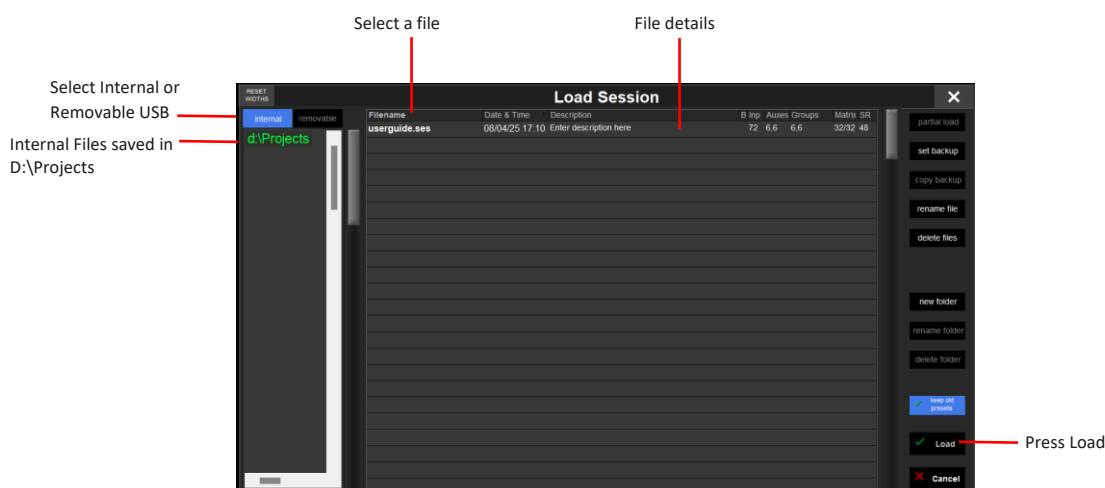 Select a file
File details
Select Internal or
Removable USB
Internal Files saved in
D:\Projects
RESET
WIDTHS
Load Session
internal removable
d:\Projects
Filename Date & Time Description B Inp Auxes Groups Matrix SR
userguide.ses 08/04/25 17:10 Enter description here 72 6,6 6,6 32/32 48
partial load
set backup
copy backup
rename file
delete files
new folder
rename folder
delete folder
keep old
presets
Load
Cancel
Press Load